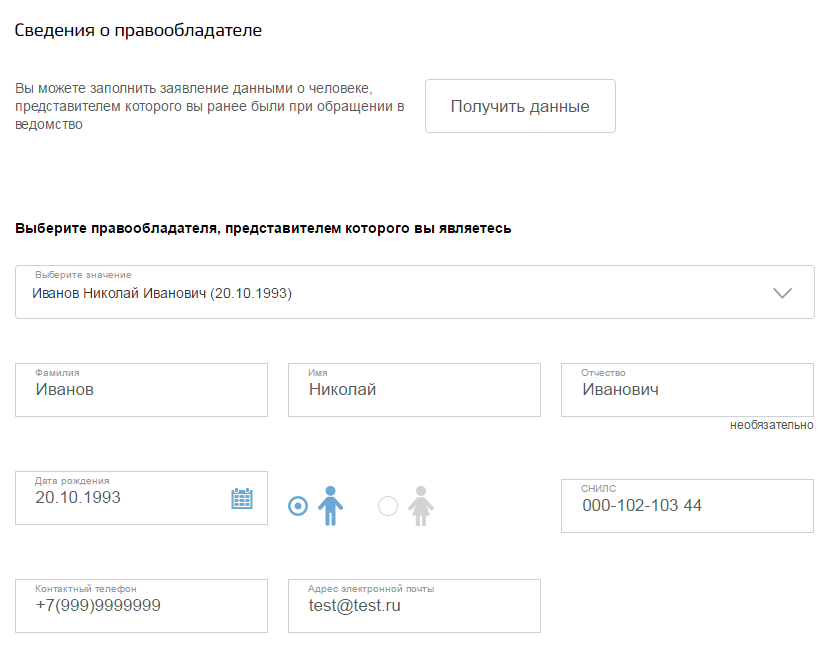 Сведения о правообладателе
Вы можете заполнить заявление данными о человеке,
представителем которого вы ранее были при обращении в
ведомство
Получить данные
Выберите правообладателя, представителем которого вы являетесь
Выберите значение
Иванов Николай Иванович (20.10.1993)
Фамилия
Иванов
Имя
Николай
Отчество
Иванович
необязательно
Дата рождения
20.10.1993
СНИЛС
000-102-103 44
Контактный телефон
+7(999)9999999
Адрес электронной почты
test@test.ru